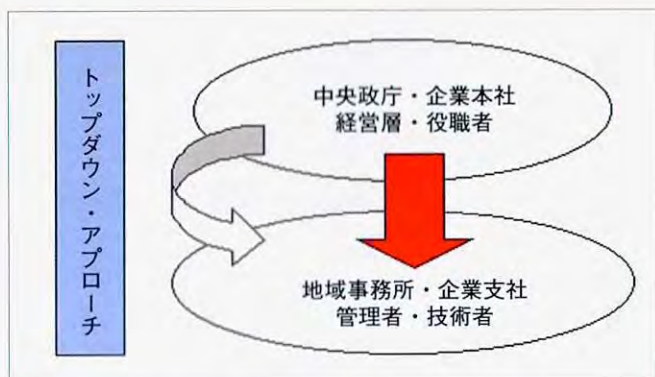 トップダウン・アプローチ
中央政庁・企業本社
経営層・役職者
地域事務所・企業支社
管理者・技術者